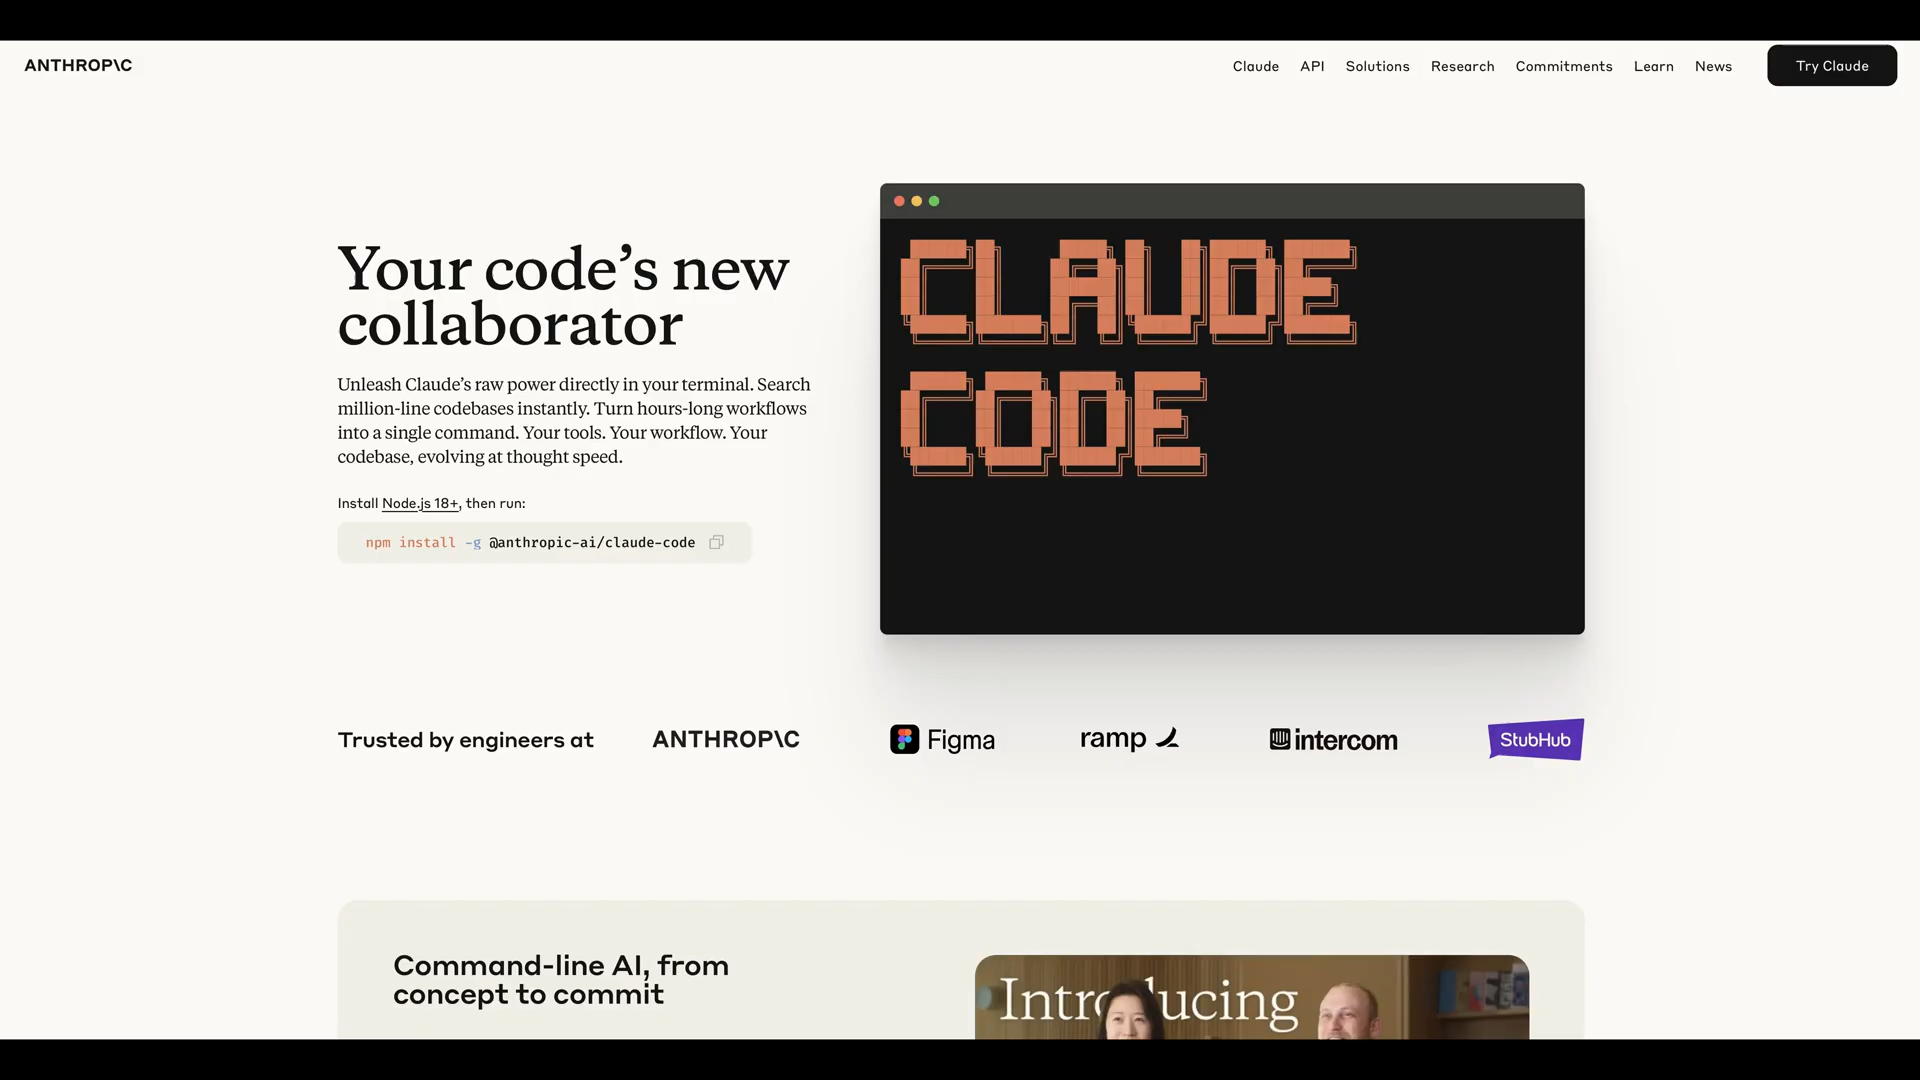 ANTHROP\C
Claude API Solutions Research Commitments Learn News Try Claude
Your code’s new
collaborator
Unleash Claude’s raw power directly in your terminal. Search
million-line codebases instantly. Turn hours-long workflows
into a single command. Your tools. Your workflow. Your
codebase, evolving at thought speed.
Install Node.js 18+, then run:
npm install -g @anthropic-ai/claude-code
CLAUDE
CODE
Trusted by engineers at ANTHROP\C Figma ramp intercom StubHub
Command-line AI, from
concept to commit
Introducing